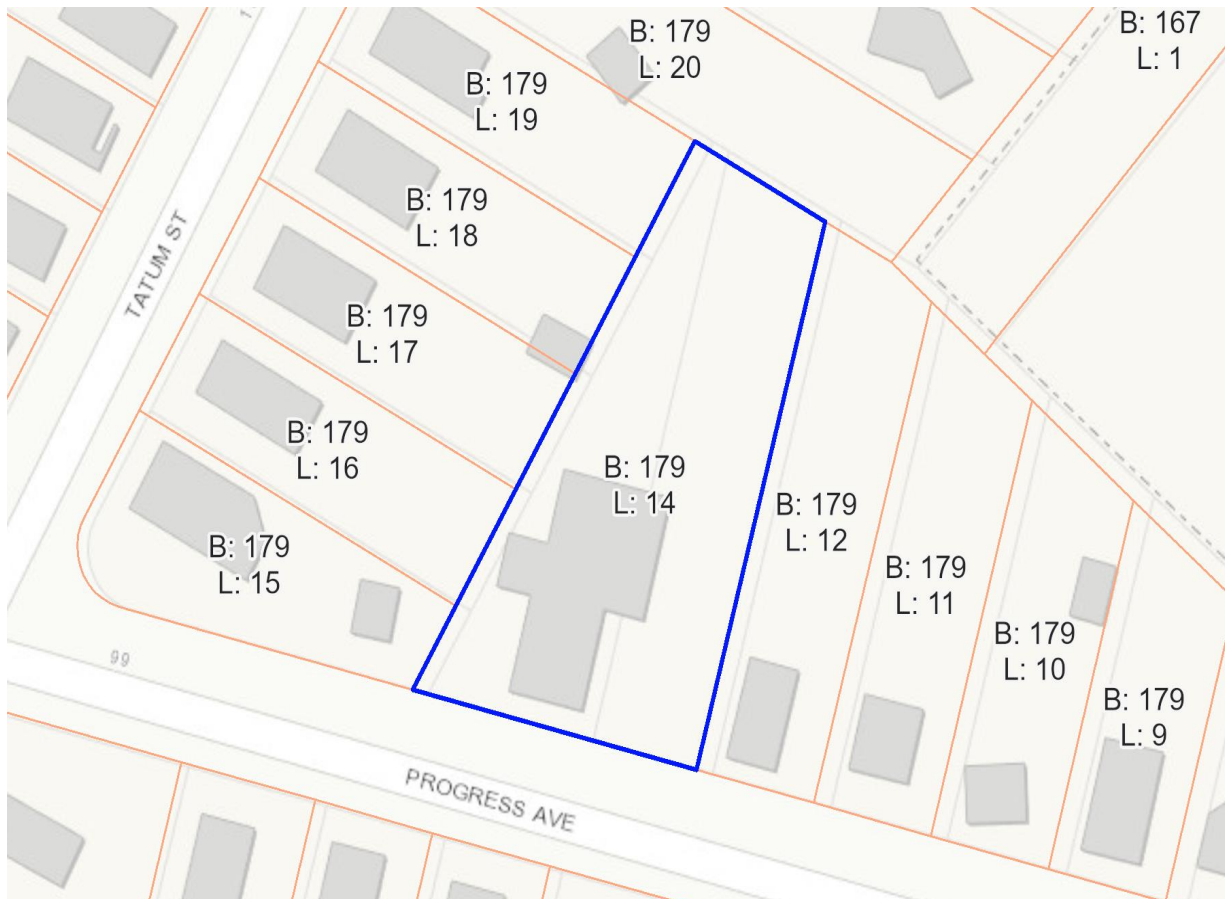 B: 179
L: 20
B: 167
L: 1
B: 179
L: 19
B: 179
L: 18
TATUM ST
B: 179
L: 17
B: 179
L: 16
B: 179
L: 14
B: 179
L: 12
B: 179
L: 15
B: 179
L: 11
B: 179
L: 10
99
B: 179
L: 9
PROGRESS AVE